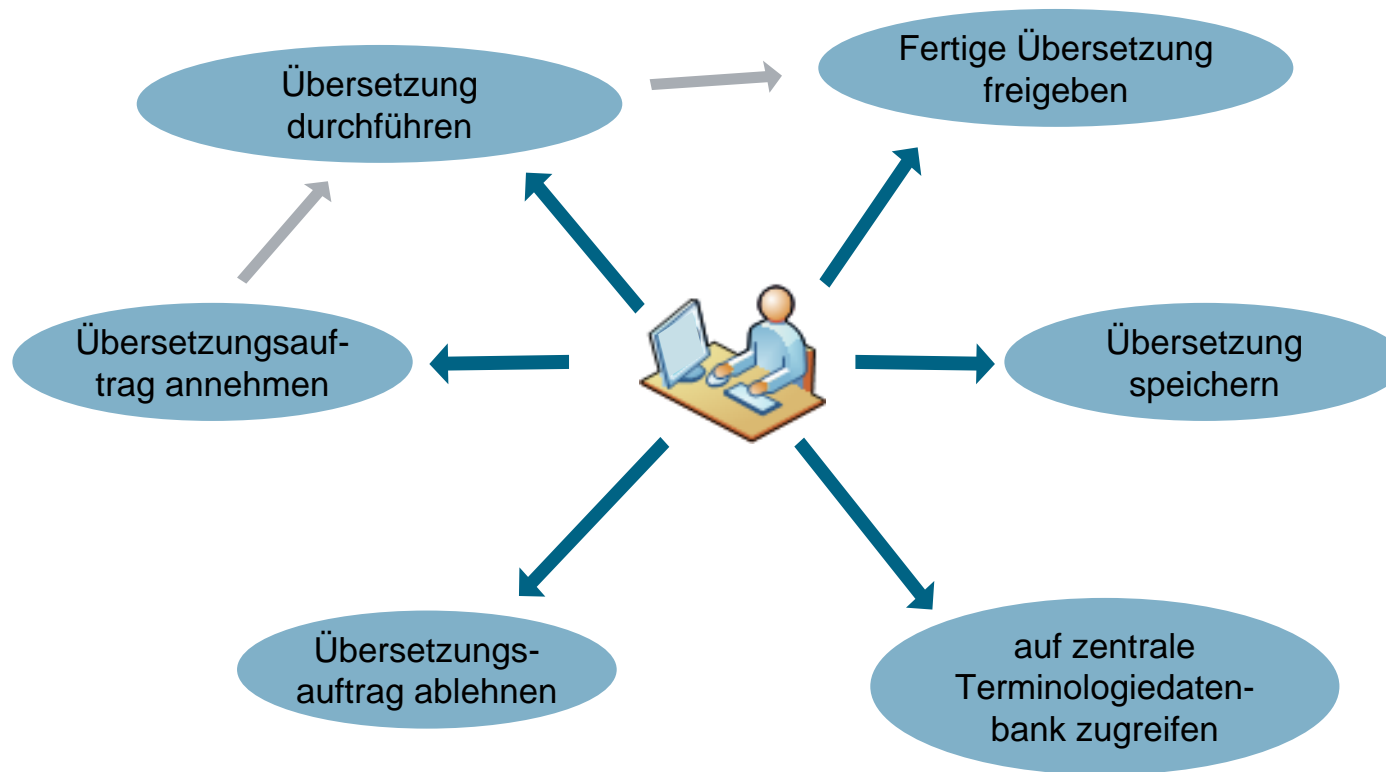 Übersetzung
durchführen
Fertige Übersetzung
freigeben
Übersetzungsauf-
trag annehmen
Übersetzung
speichern
Übersetzungs-
auftrag ablehnen
auf zentrale
Terminologiedaten-
bank zugreifen